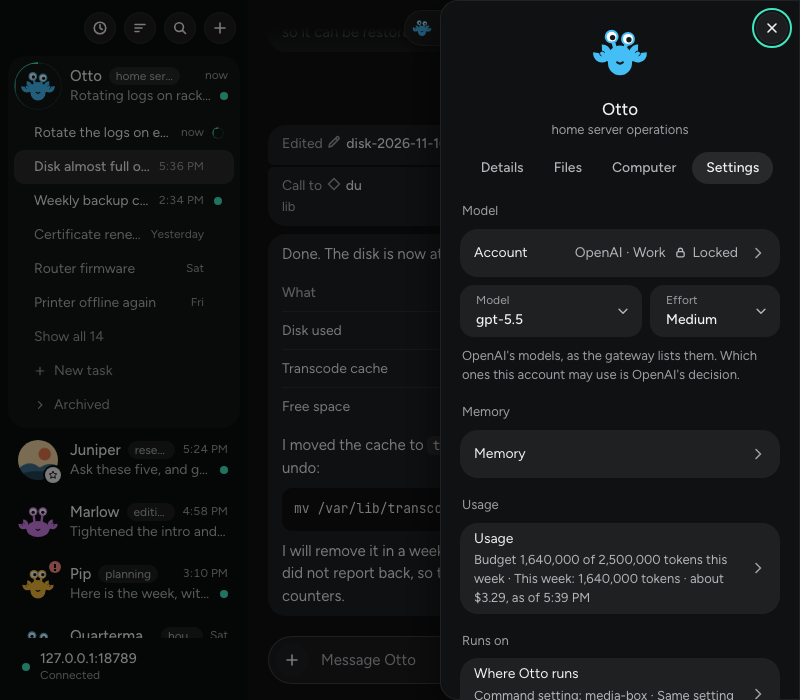 Otto home ser... now
Rotating logs on rack...
Rotate the logs on e... now
Disk almost full o... 5:36 PM
Weekly backup c... 2:34 PM
Certificate rene... Yesterday
Router firmware Sat
Printer offline again Fri
Show all 14
+ New task
Archived
Juniper rese... 5:24 PM
Ask these five, and g...
Marlow editi... 4:58 PM
Tightened the intro and...
Pip planning 3:10 PM
Here is the week, wit...
Quarterma hou... Sat
127.0.0.1:18789
Connected
so it can be restor
Edited disk-2026-11-1
Call to du
lib
Done. The disk is now at
What
Disk used
Transcode cache
Free space
I moved the cache to
undo:
mv /var/lib/transco
I will remove it in a week
did not report back, so t
counters.
Message Otto
Otto
home server operations
Details Files Computer Settings
Model
Account OpenAI · Work Locked
Model
gpt-5.5
Effort
Medium
OpenAI's models, as the gateway lists them. Which
ones this account may use is OpenAI's decision.
Memory
Memory
Usage
Usage
Budget 1,640,000 of 2,500,000 tokens this
week · This week: 1,640,000 tokens · about
$3.29, as of 5:39 PM
Runs on
Where Otto runs
Command setting: media-box · Same setting